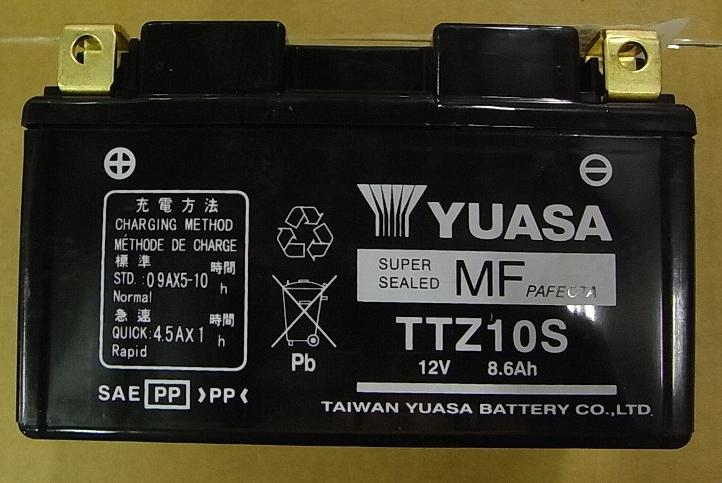 充電方法
CHARGING METHOD
MÉTHODE DE CHARGE
標準 時間
STD.:0.9AX5-10 h
Normal
急速 時間
QUICK:4.5AX1 h
Rapid
SAE PP >PP<
Pb
YUASA
SUPER SEALED MF PAFECTA
TTZ10S
12V 8.6Ah
TAIWAN YUASA BATTERY CO.,LTD.